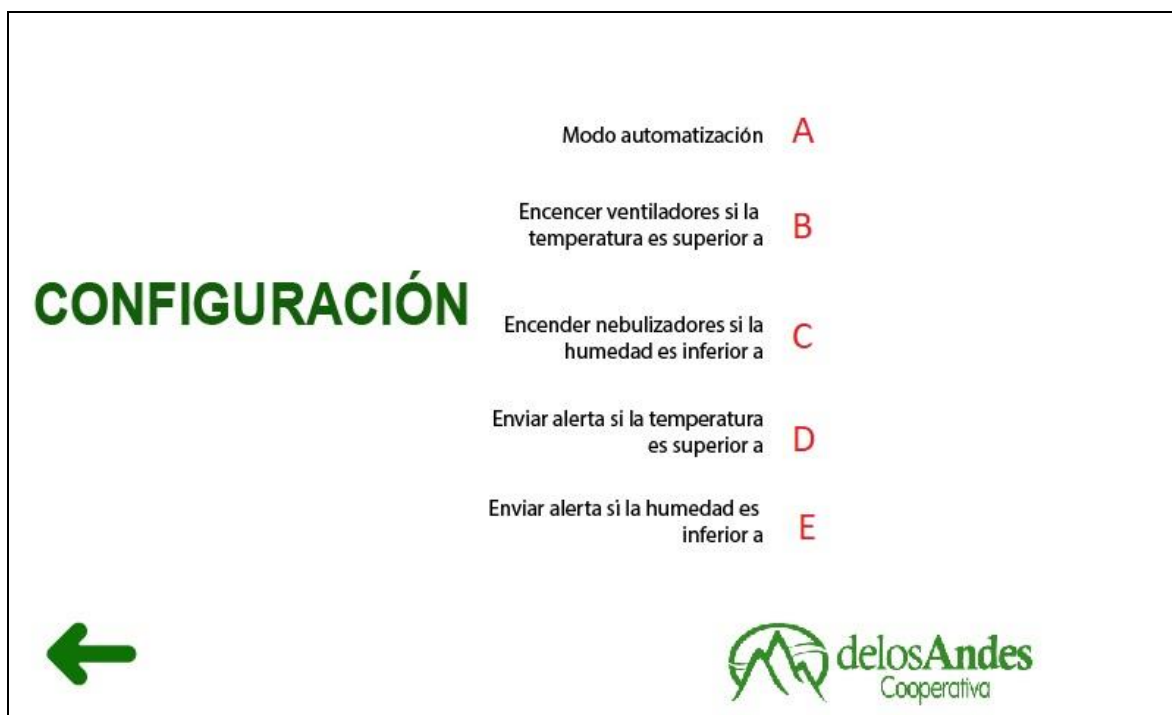 Modo automatización A
Encencer ventiladores si la
temperatura es superior a B
CONFIGURACIÓN
Encender nebulizadores si la
humedad es inferior a C
Enviar alerta si la temperatura
es superior a D
Enviar alerta si la humedad es
inferior a E
delosAndes
Cooperativa